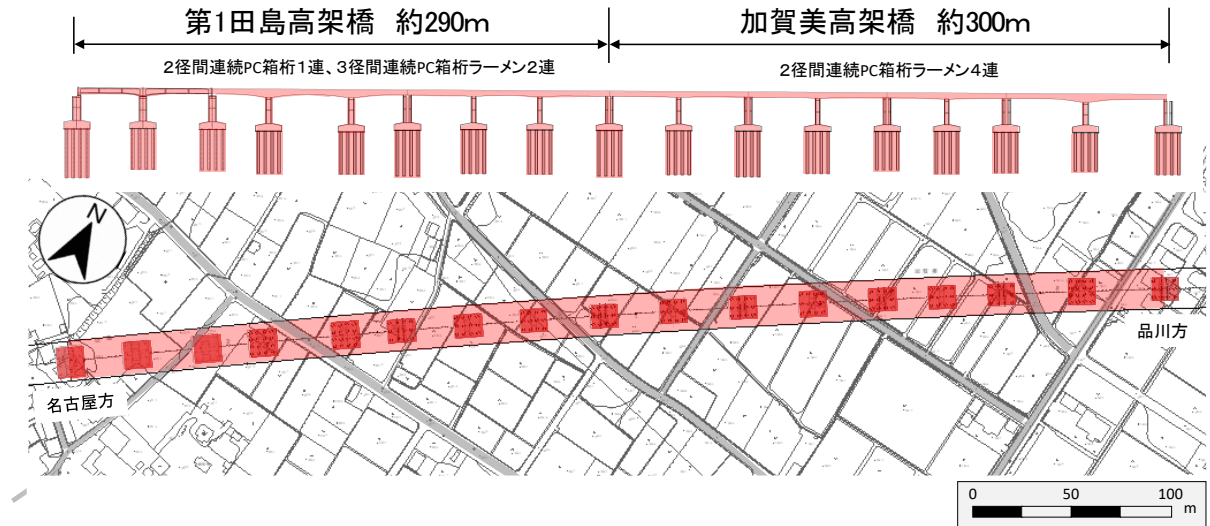 第1田島高架橋 約290m
加賀美高架橋 約300m
2径間連続PC箱桁1連、3径間連続PC箱桁ラーメン2連
2径間連続PC箱桁ラーメン4連
N
品川方
名古屋方
0 50 100
m